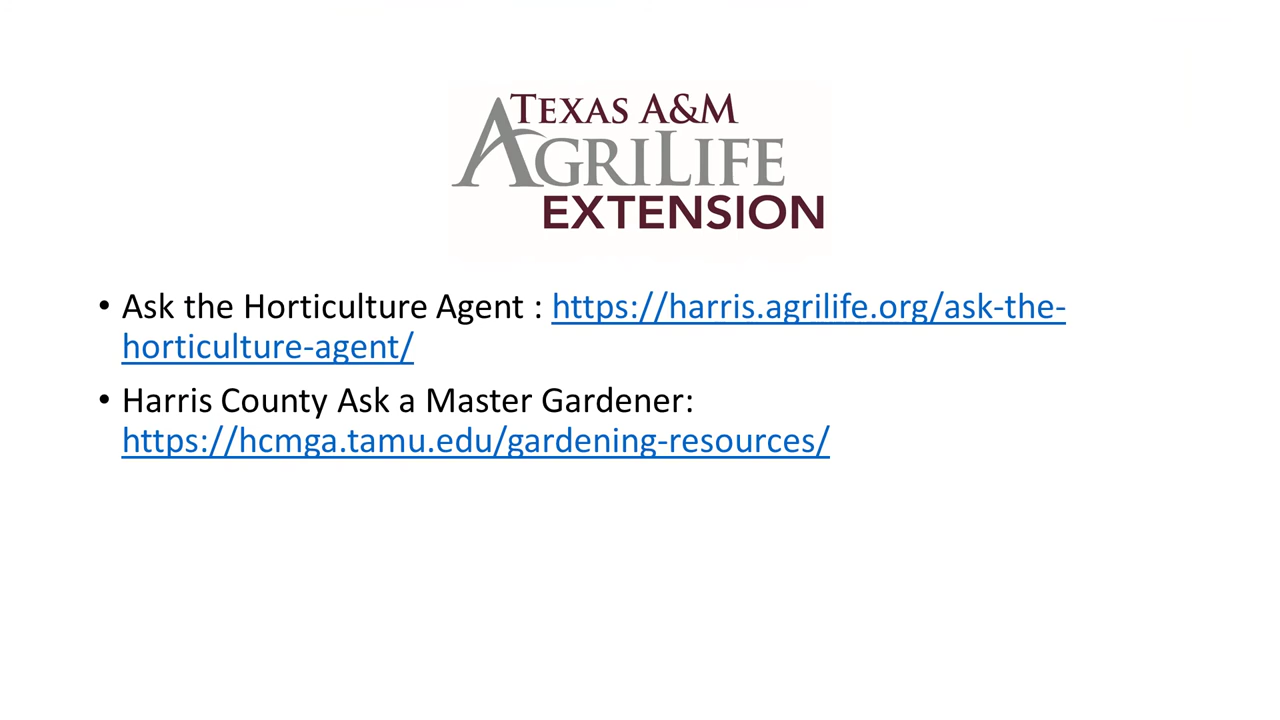 TEXAS A&M
AGRILIFE
EXTENSION
• Ask the Horticulture Agent : https://harris.agrilife.org/ask-the-
horticulture-agent/
• Harris County Ask a Master Gardener:
https://hcmga.tamu.edu/gardening-resources/